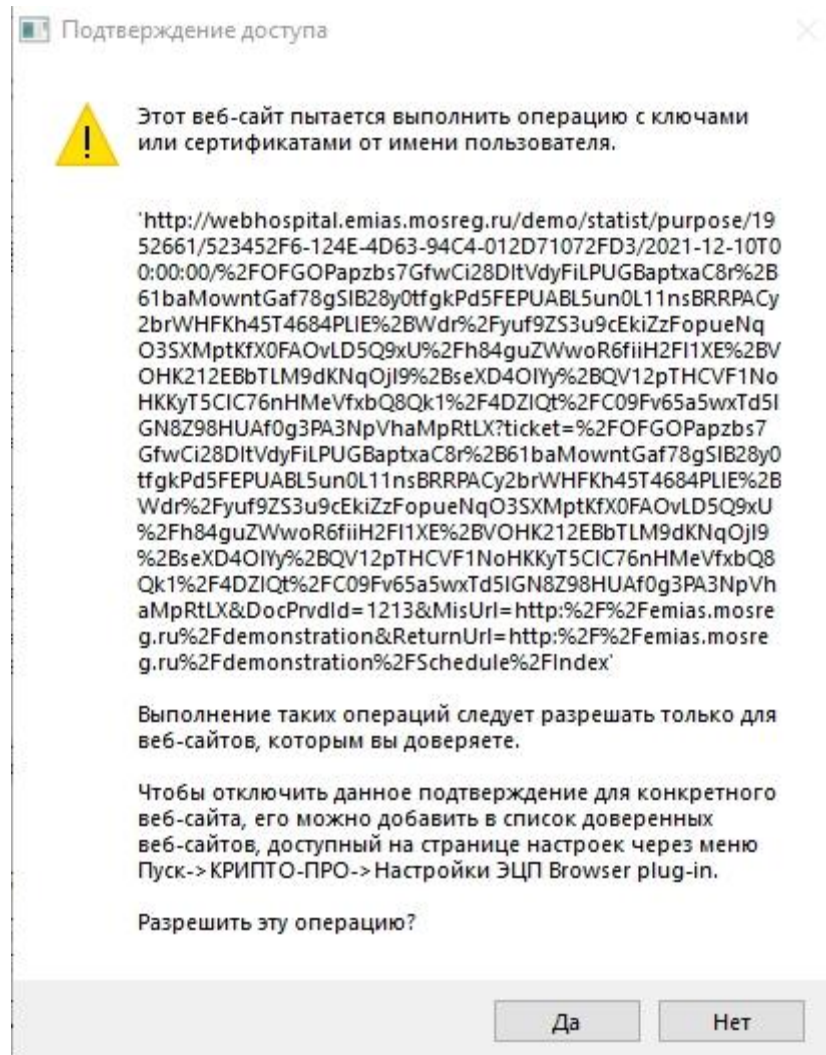 Подтверждение доступа
Этот веб-сайт пытается выполнить операцию с ключами
или сертификатами от имени пользователя.
'http://webhospital.emias.mosreg.ru/demo/statist/purpose/19
52661/523452F6-124E-4D63-94C4-012D71072FD3/2021-12-10T0
0:00:00/%2FOFGOPapzbs7GfwCi28DItVdyFiLPUGBaptxaC8r%2B
61baMowntGaf78gSIB28y0tfgkPd5FEPUABL5un0L11nsBRRPACy
2brWHFKh45T4684PLIE%2BWdr%2Fyuf9ZS3u9cEkiZzFopueNq
O3SXMptKfX0FAOvLD5Q9xU%2Fh84guZWwoR6fiiH2FI1XE%2BV
OHK212EBbTLM9dKNqOjI9%2BseXD4OIYy%2BQV12pTHCVF1No
HKKyT5CIC76nHMeVfxbQ8Qk1%2F4DZIQt%2FC09Fv65a5wxTd5I
GN8Z98HUAf0g3PA3NpVhaMpRtLX?ticket=%2FOFGOPapzbs7
GfwCi28DItVdyFiLPUGBaptxaC8r%2B61baMowntGaf78gSIB28y0
tfgkPd5FEPUABL5un0L11nsBRRPACy2brWHFKh45T4684PLIE%2B
Wdr%2Fyuf9ZS3u9cEkiZzFopueNqO3SXMptKfX0FAOvLD5Q9xU
%2Fh84guZWwoR6fiiH2FI1XE%2BVOHK212EBbTLM9dKNqOjI9
%2BseXD4OIYy%2BQV12pTHCVF1NoHKKyT5CIC76nHMeVfxbQ8
Qk1%2F4DZIQt%2FC09Fv65a5wxTd5IGN8Z98HUAf0g3PA3NpVh
aMpRtLX&DocPrvdId=1213&MisUrl=http:%2F%2Femias.mosre
g.ru%2Fdemonstration&ReturnUrl=http:%2F%2Femias.mosre
g.ru%2Fdemonstration%2FSchedule%2FIndex'
Выполнение таких операций следует разрешать только для
веб-сайтов, которым вы доверяете.
Чтобы отключить данное подтверждение для конкретного
веб-сайта, его можно добавить в список доверенных
веб-сайтов, доступный на странице настроек через меню
Пуск->КРИПТО-ПРО->Настройки ЭЦП Browser plug-in.
Разрешить эту операцию?
Да
Нет